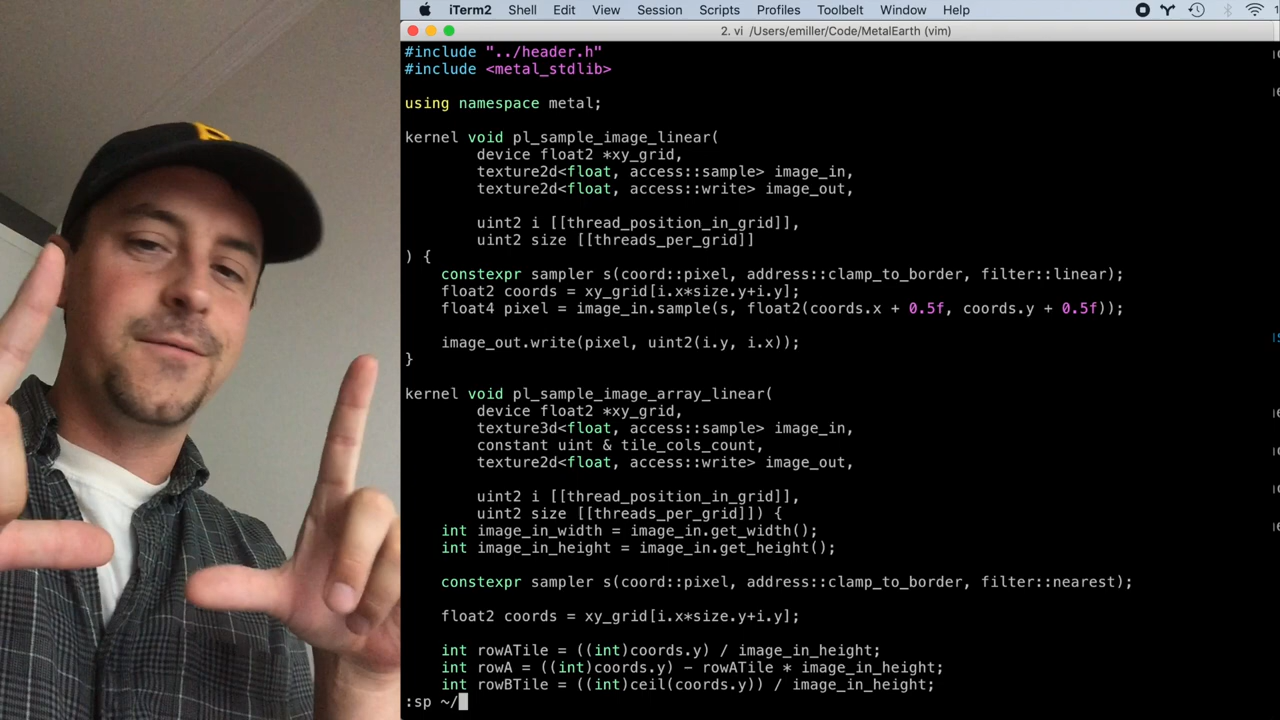 iTerm2 Shell Edit View Session Scripts Profiles Toolbelt Window Help
2. vi /Users/emiller/Code/MetalEarth (vim)
#include "../header.h"
#include <metal_stdlib>
using namespace metal;
kernel void pl_sample_image_linear(
device float2 *xy_grid,
texture2d<float, access::sample> image_in,
texture2d<float, access::write> image_out,
uint2 i [[thread_position_in_grid]],
uint2 size [[threads_per_grid]]
) {
constexpr sampler s(coord::pixel, address::clamp_to_border, filter::linear);
float2 coords = xy_grid[i.x*size.y+i.y];
float4 pixel = image_in.sample(s, float2(coords.x + 0.5f, coords.y + 0.5f));
image_out.write(pixel, uint2(i.y, i.x));
}
kernel void pl_sample_image_array_linear(
device float2 *xy_grid,
texture3d<float, access::sample> image_in,
constant uint & tile_cols_count,
texture2d<float, access::write> image_out,
uint2 i [[thread_position_in_grid]],
uint2 size [[threads_per_grid]]) {
int image_in_width = image_in.get_width();
int image_in_height = image_in.get_height();
constexpr sampler s(coord::pixel, address::clamp_to_border, filter::nearest);
float2 coords = xy_grid[i.x*size.y+i.y];
int rowATile = ((int)coords.y) / image_in_height;
int rowA = ((int)coords.y) - rowATile * image_in_height;
int rowBTile = ((int)ceil(coords.y)) / image_in_height;
:sp ~/